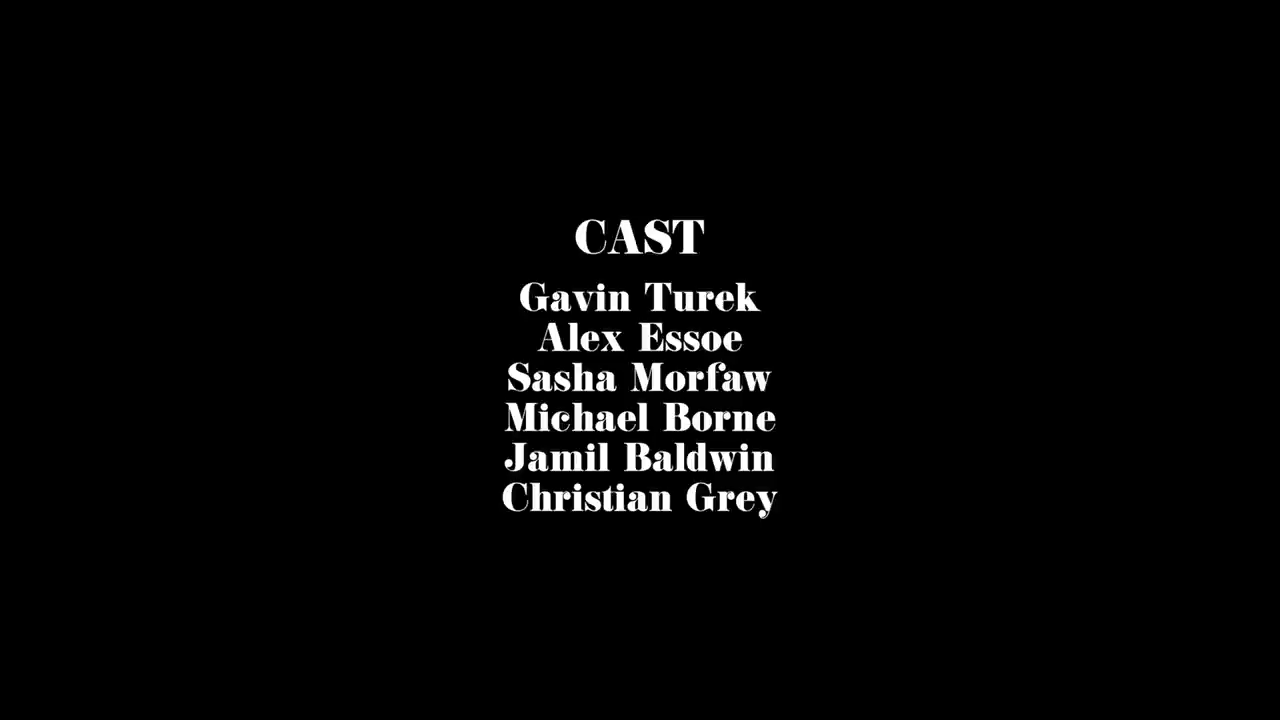 CAST
Gavin Turek
Alex Essoe
Sasha Morfaw
Michael Borne
Jamil Baldwin
Christian Grey